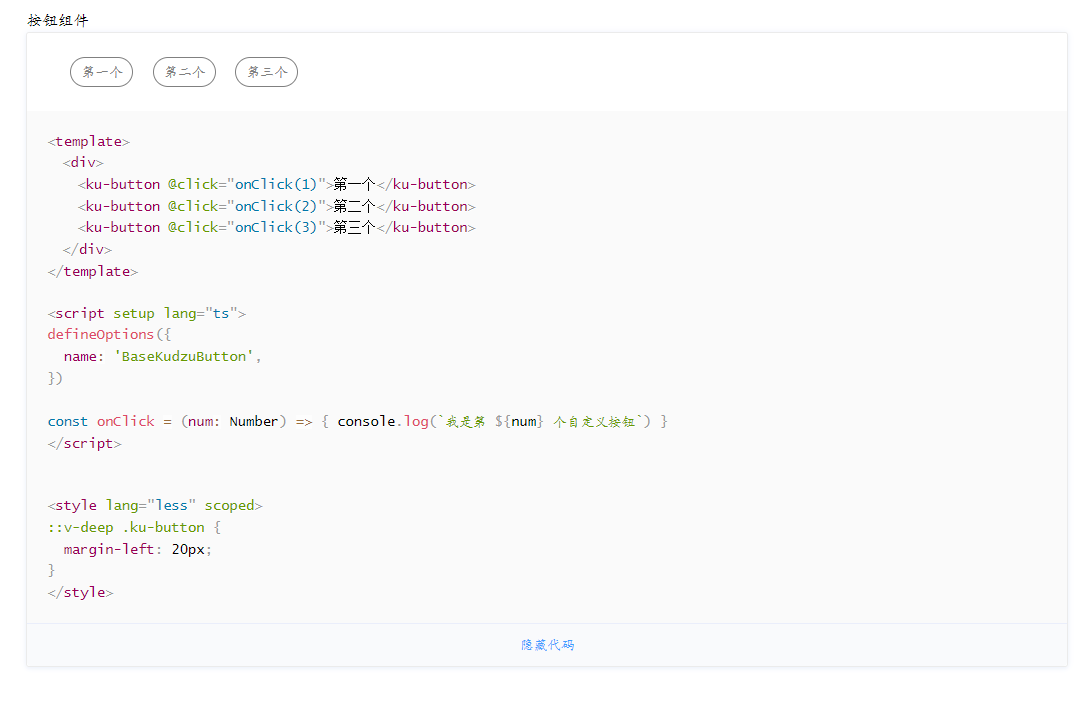 按钮组件
第一个 第二个 第三个
<template>
  <div>
    <ku-button @click="onClick(1)">第一个</ku-button>
    <ku-button @click="onClick(2)">第二个</ku-button>
    <ku-button @click="onClick(3)">第三个</ku-button>
  </div>
</template>
<script setup lang="ts">
defineOptions({
  name: 'BaseKudzuButton',
})
const onClick = (num: Number) => { console.log(`我是第 ${num} 个自定义按钮`) }
</script>
<style lang="less" scoped>
::v-deep .ku-button {
  margin-left: 20px;
}
</style>
隐藏代码